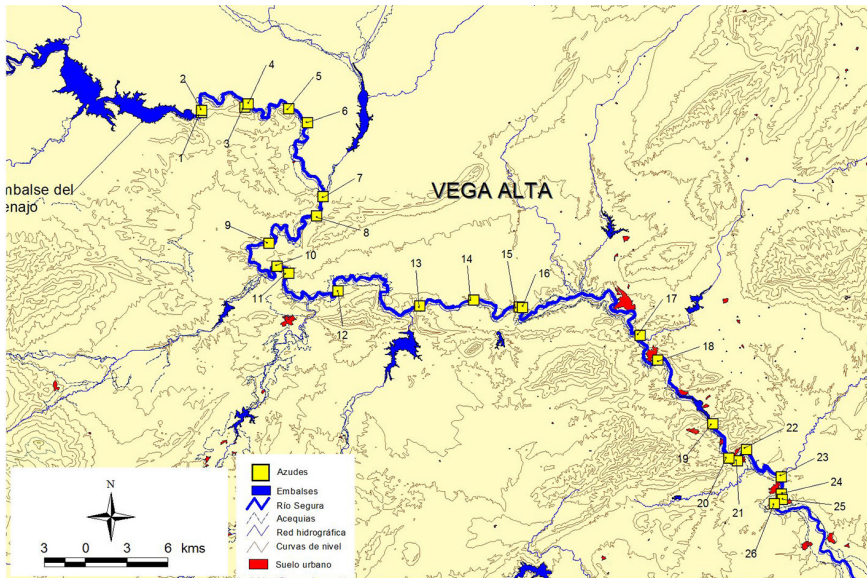 2
4
5
6
1
3
mbalse del
enajo
7
VEGA ALTA
8
9
10
11
12
13
14
15
16
17
18
19
20
21
22
23
24
25
26
Azudes
Embalses
Río Segura
Acequias
Red hidrográfica
Curvas de nivel
Suelo urbano
3 0 3 6 kms